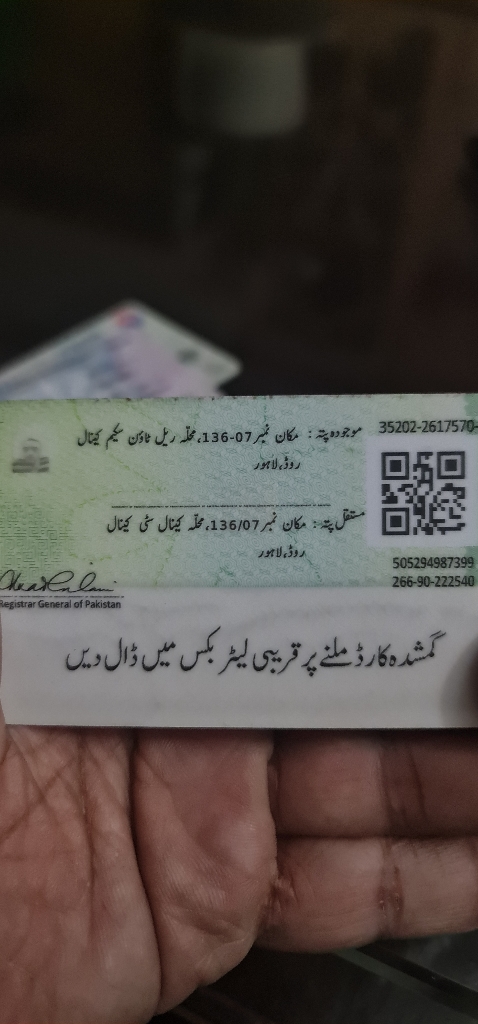 موجودہ پتہ : مکان نمبر 07-136، محلہ ریل ٹاؤن سکیم کینال
روڈ، لاہور
35202-2617570-
مستقل پتہ : مکان نمبر 136/07، محلہ کینال سٹی کینال
روڈ، لاہور
505294987399
266-90-222540
Registrar General of Pakistan
گمشدہ کارڈ ملنے پر قریبی لیٹر بکس میں ڈال دیں